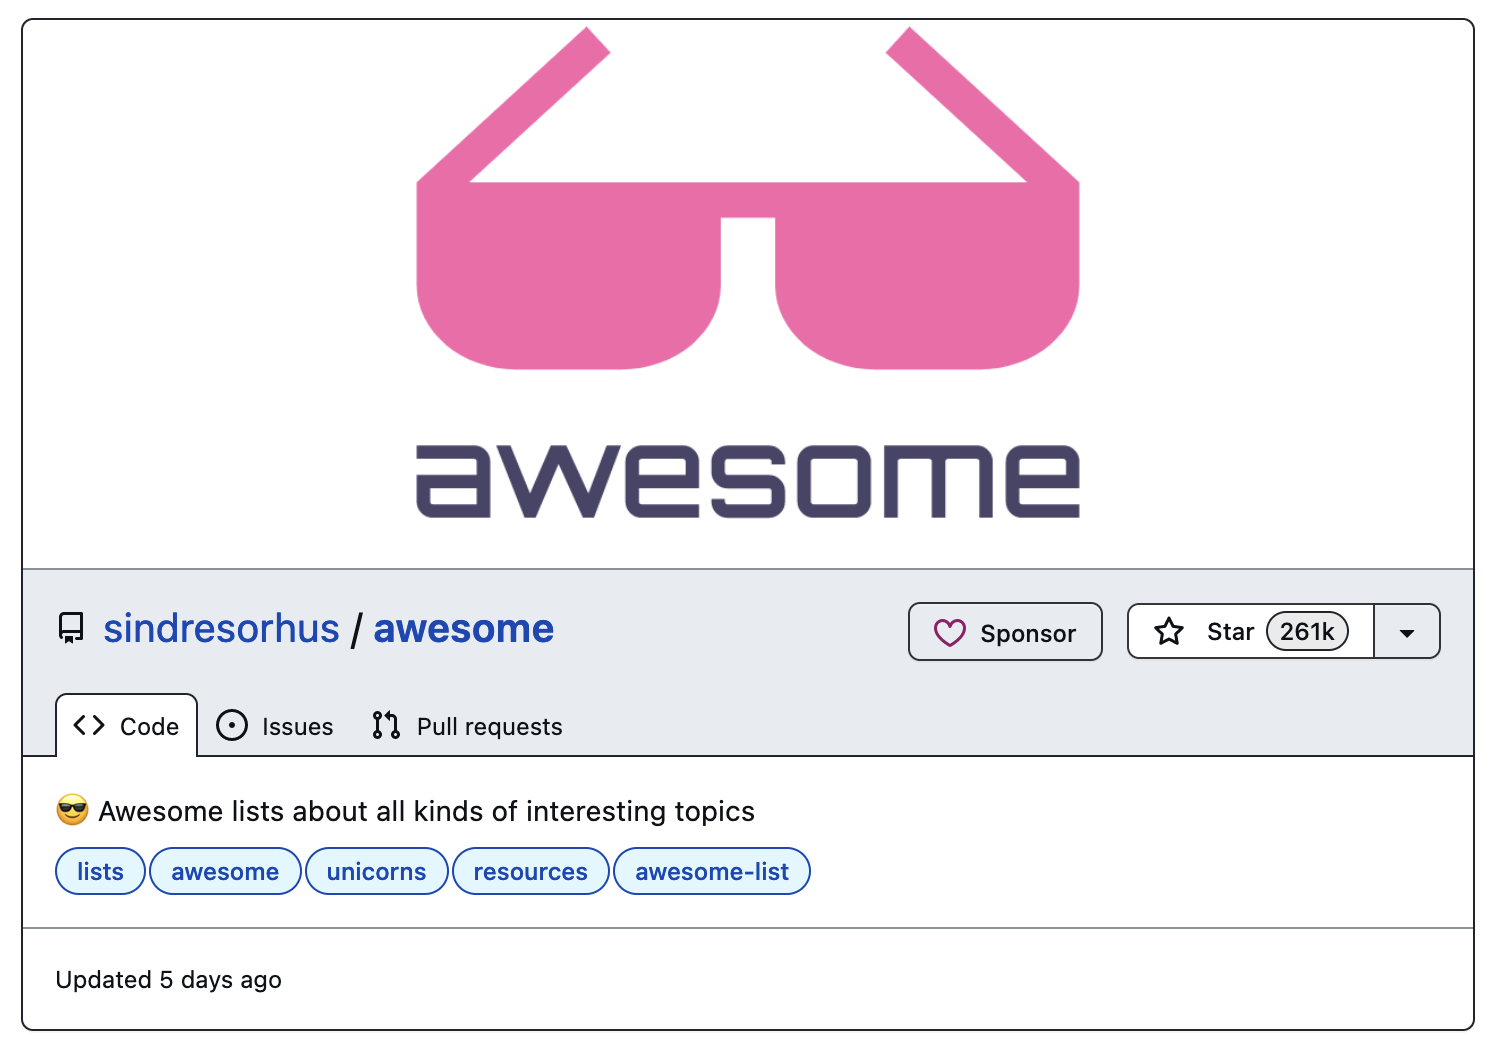 awesome
sindresorhus / awesome
Sponsor
Star 261k
Code Issues Pull requests
😎 Awesome lists about all kinds of interesting topics
lists awesome unicorns resources awesome-list
Updated 5 days ago